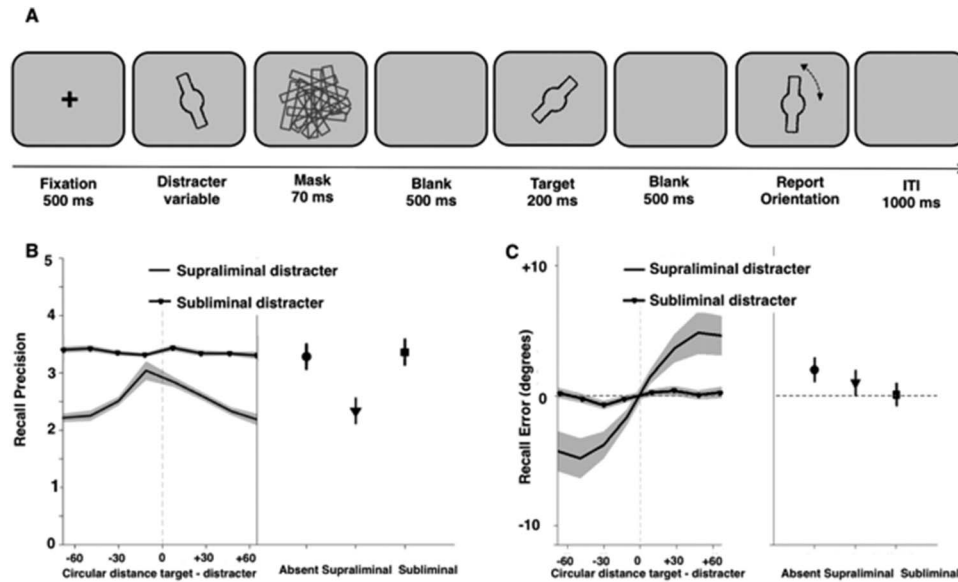 A
+
Fixation
500 ms
Distracter
variable
Mask
70 ms
Blank
500 ms
Target
200 ms
Blank
500 ms
Report
Orientation
ITI
1000 ms
B
Recall Precision
5
4
3
2
1
0
Supraliminal distracter
Subliminal distracter
-60 -30 0 +30 +60
Circular distance target - distracter
Absent Supraliminal Subliminal
C
Recall Error (degrees)
+10
0
-10
Supraliminal distracter
Subliminal distracter
-60 -30 0 +30 +60
Circular distance target - distracter
Absent Supraliminal Subliminal